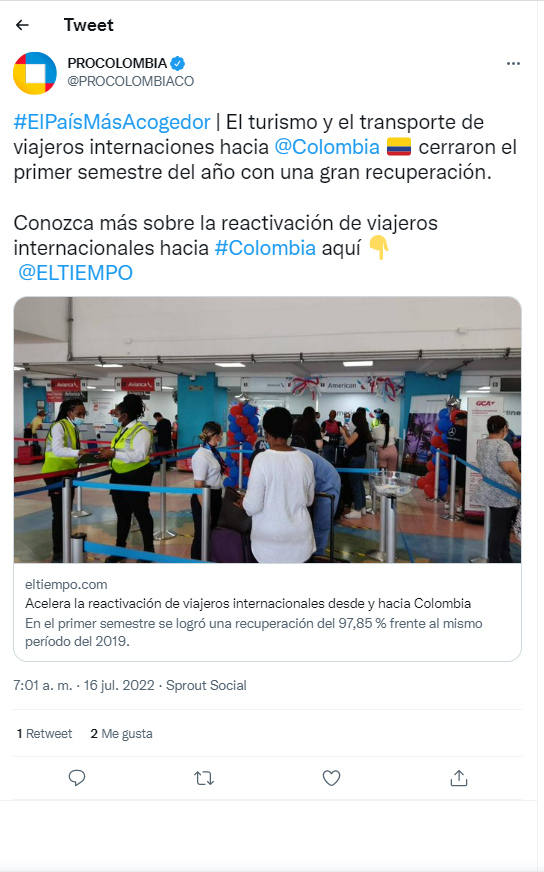 Tweet
PROCOLOMBIA
@PROCOLOMBIACO
#ElPaísMásAcogedor | El turismo y el transporte de
viajeros internaciones hacia @Colombia 🇨🇴 cerraron el
primer semestre del año con una gran recuperación.
Conozca más sobre la reactivación de viajeros
internacionales hacia #Colombia aquí 👇
@ELTIEMPO
Avianca
Avianca
American
GCA
eltiempo.com
Acelera la reactivación de viajeros internacionales desde y hacia Colombia
En el primer semestre se logró una recuperación del 97,85 % frente al mismo
período del 2019.
7:01 a. m. · 16 jul. 2022 · Sprout Social
1 Retweet 2 Me gusta